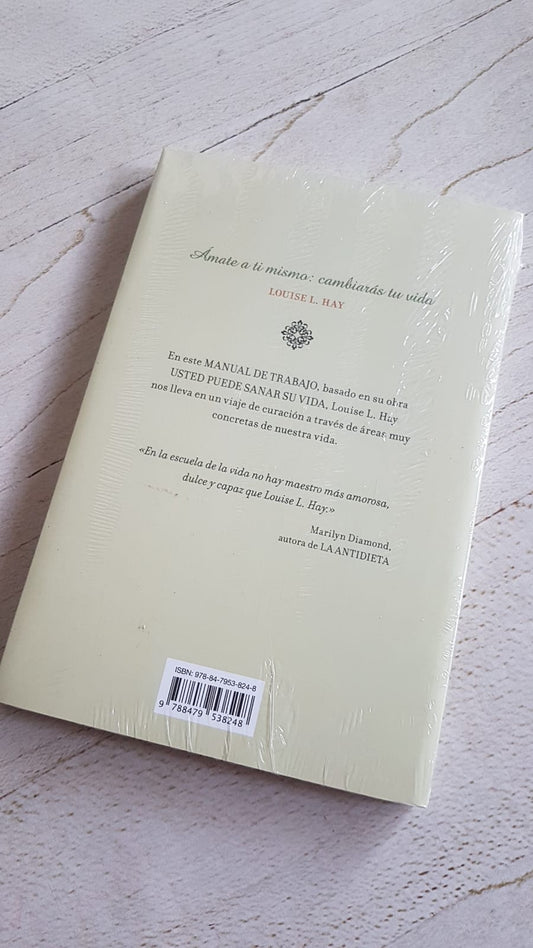 Ámate a ti mismo: cambiarás tu vida
LOUISE L. HAY
En este MANUAL DE TRABAJO, basado en su obra
USTED PUEDE SANAR SU VIDA, Louise L. Hay
nos lleva en un viaje de curación a través de áreas muy
concretas de nuestra vida.
«En la escuela de la vida no hay maestro más amorosa,
dulce y capaz que Louise L. Hay.»
Marilyn Diamond,
autora de LA ANTIDIETA
ISBN: 978-84-7953-824-8
9 788479 538248